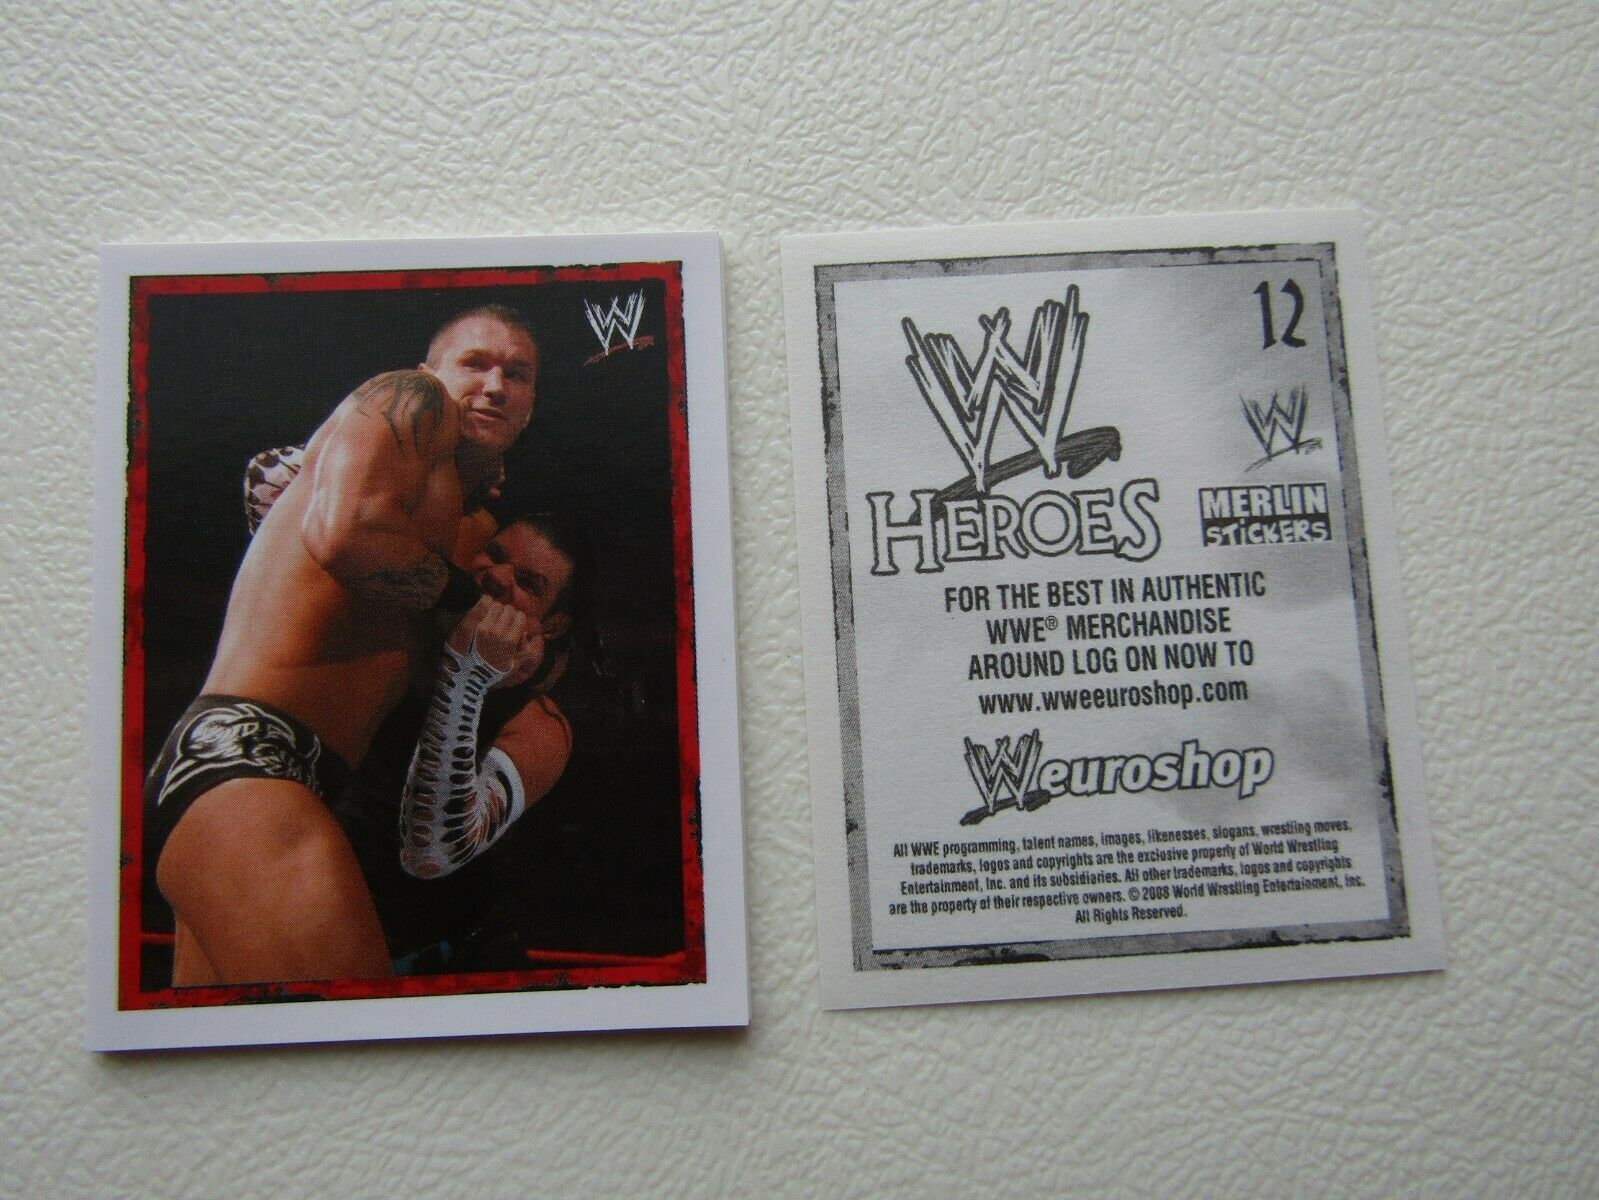 W
12
W
HEROES
W
MERLIN
STiCKERS
FOR THE BEST IN AUTHENTIC
WWE® MERCHANDISE
AROUND LOG ON NOW TO
www.wweeuroshop.com
W euroshop
All WWE programming, talent names, images, likenesses, slogans, wrestling moves,
trademarks, logos and copyrights are the exclusive property of World Wrestling
Entertainment, Inc. and its subsidiaries. All other trademarks, logos and copyrights
are the property of their respective owners. © 2008 World Wrestling Entertainment, Inc.
All Rights Reserved.